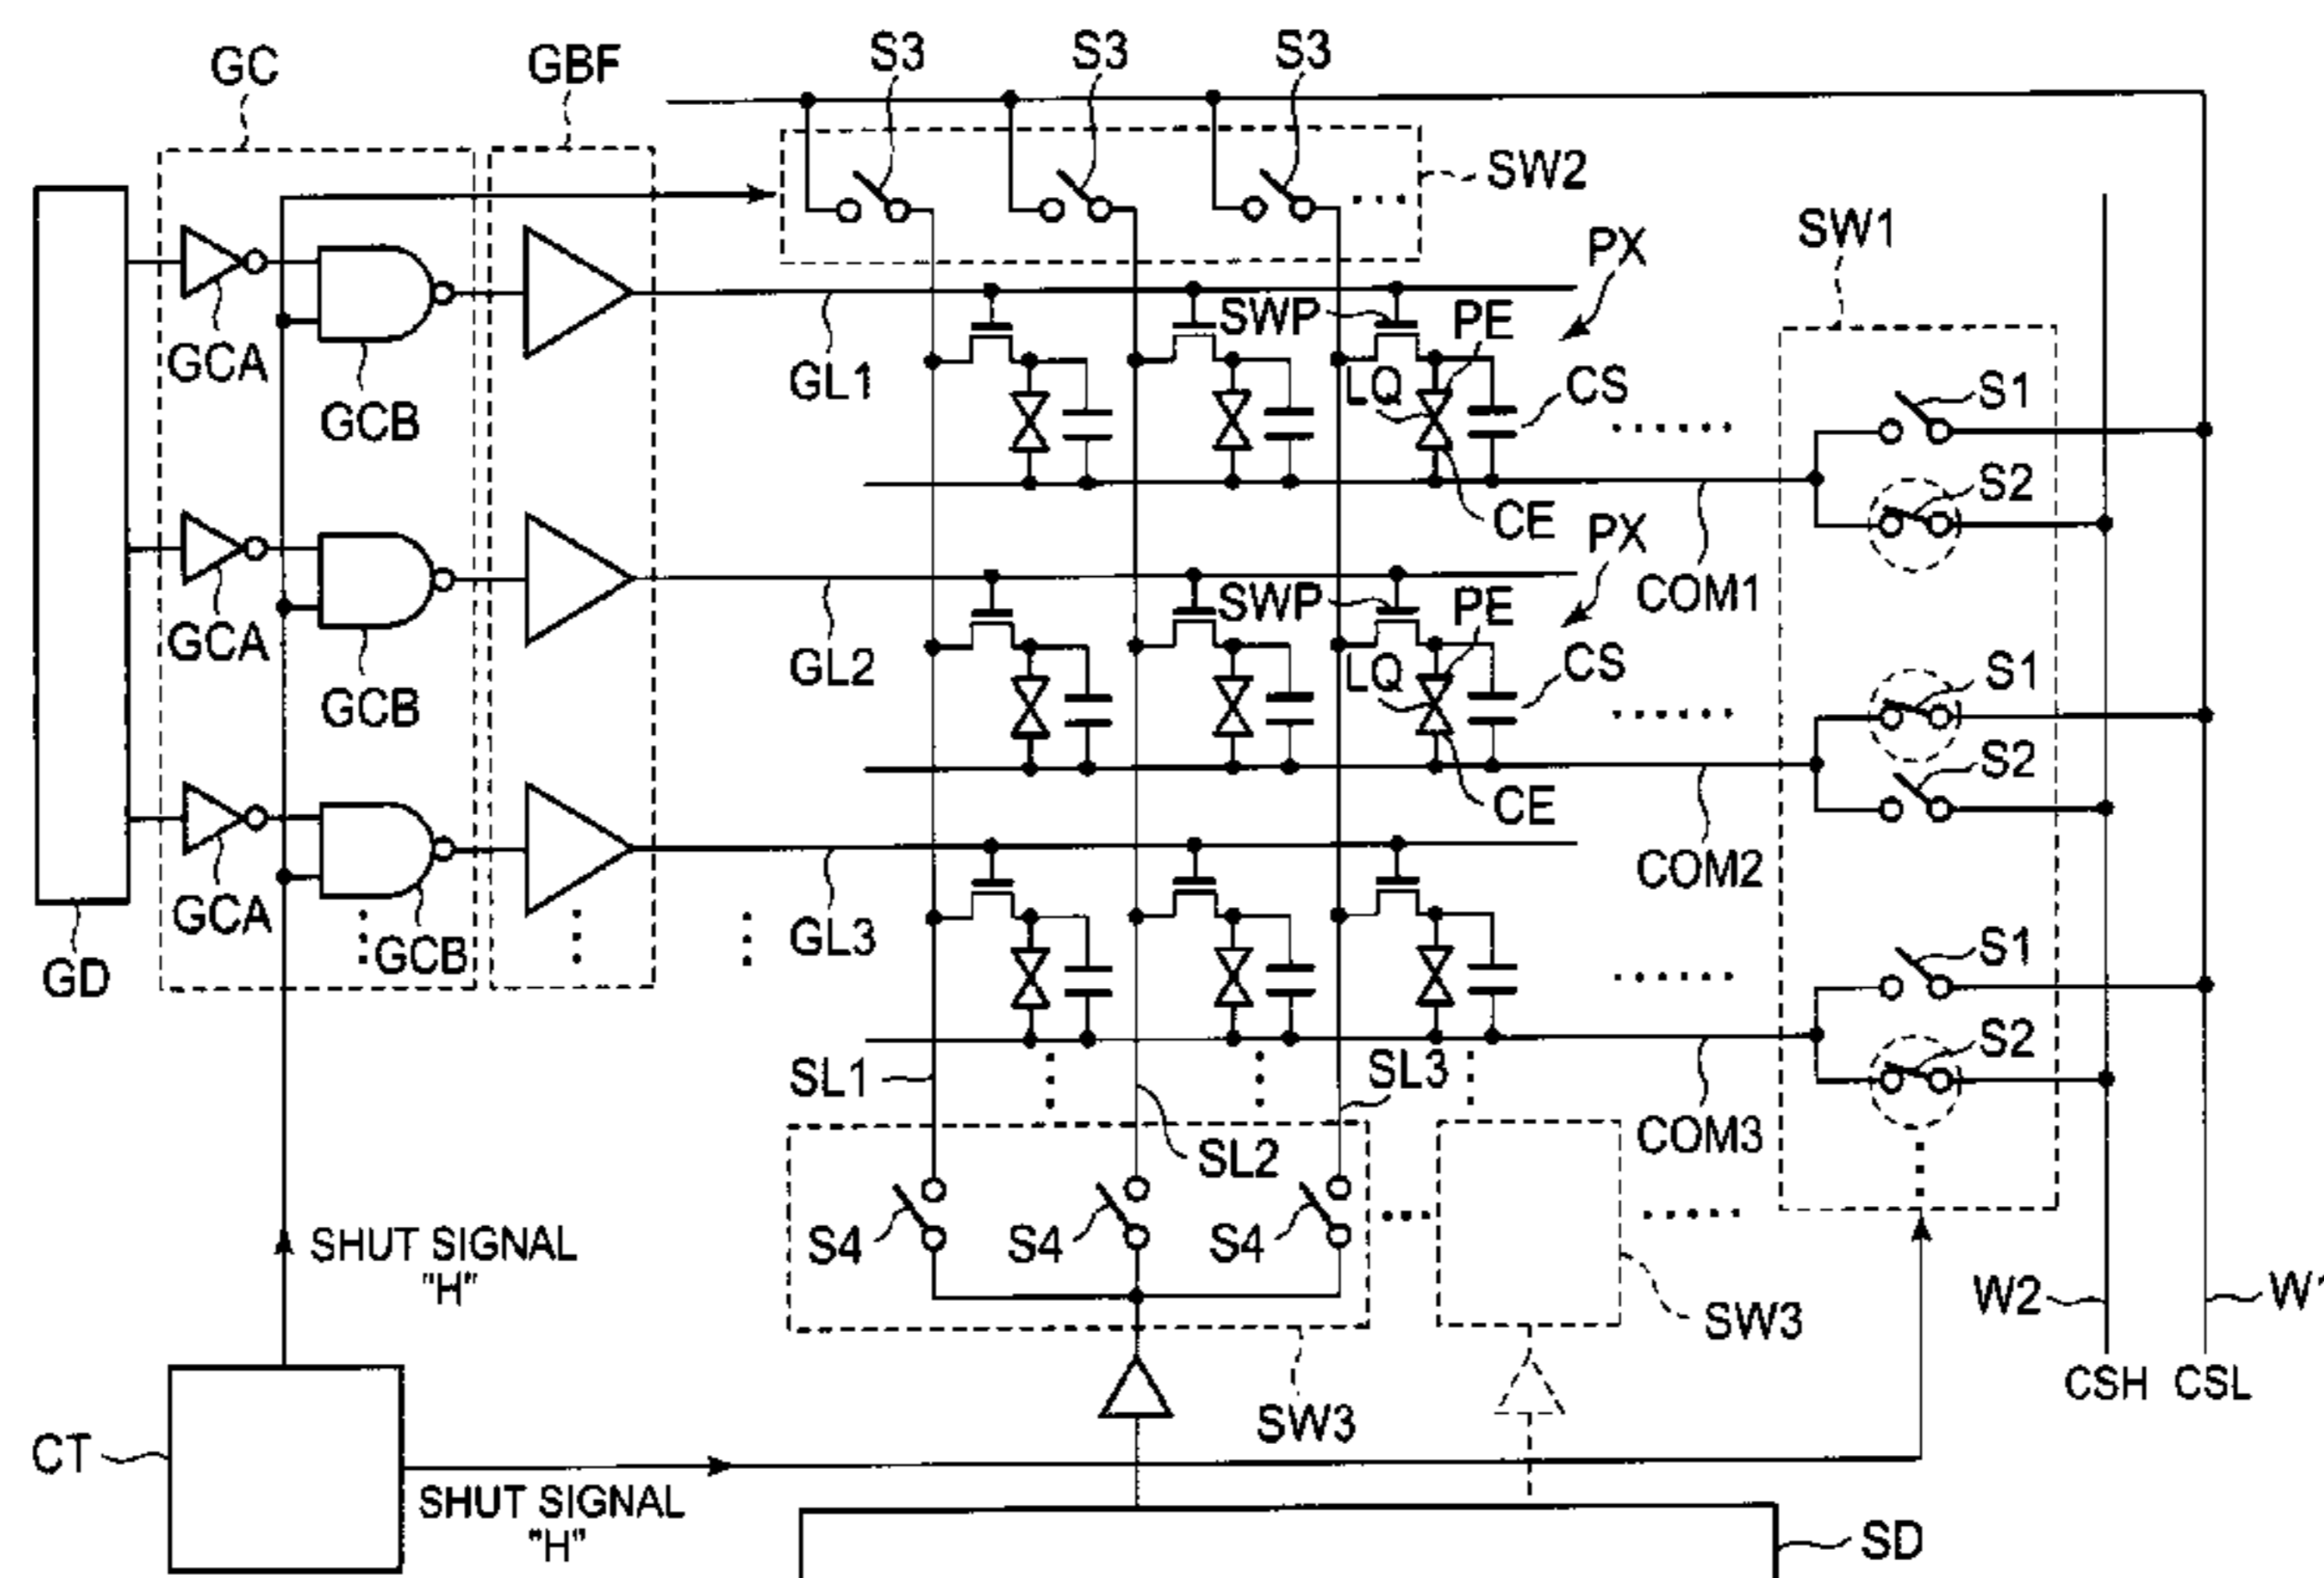 GC
GBF
S3
S3
S3
SW2
SW1
PX
GCA
GCB
GL1
SWP
PE
LQ
CS
CE
COM1
S1
S2
PX
GCA
GCB
GL2
SWP
PE
LQ
CS
CE
COM2
S1
S2
GCA
GCB
GL3
GD
S1
S2
SL1
SL2
SL3
COM3
S4
S4
S4
SW3
SW3
W2
W1
CSH
CSL
SHUT SIGNAL
"H"
CT
SHUT SIGNAL
"H"
SD